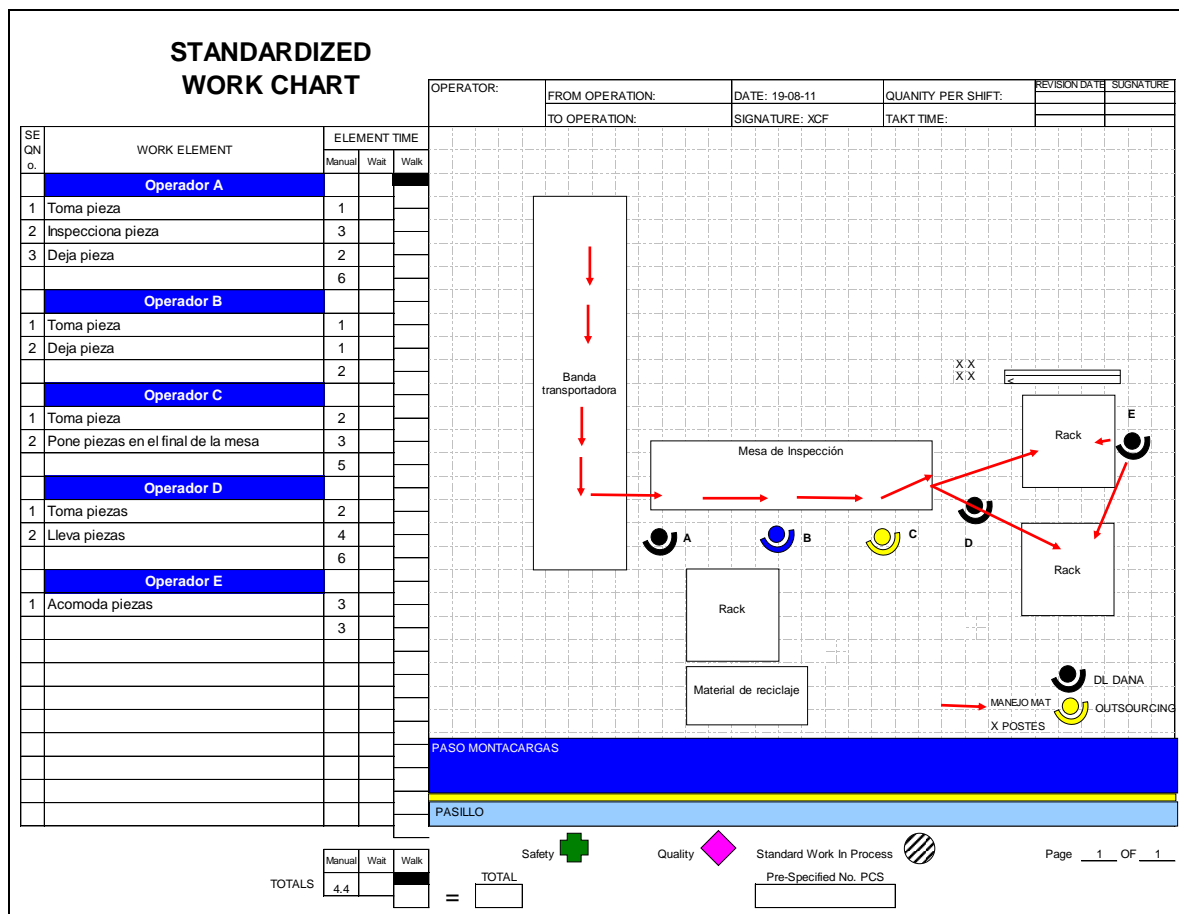 STANDARDIZED
WORK CHART
OPERATOR:
FROM OPERATION:
DATE: 19-08-11
QUANITY PER SHIFT:
REVISION DATE
SUGNATURE
TO OPERATION:
SIGNATURE: XCF
TAKT TIME:
SE
QN
o.
WORK ELEMENT
ELEMENT TIME
Manual
Wait
Walk
Operador A
1 Toma pieza 1
2 Inspecciona pieza 3
3 Deja pieza 2
6
Operador B
1 Toma pieza 1
2 Deja pieza 1
2
Operador C
1 Toma pieza 2
2 Pone piezas en el final de la mesa 3
5
Operador D
1 Toma piezas 2
2 Lleva piezas 4
6
Operador E
1 Acomoda piezas 3
3
Banda
transportadora
X X
X X
<
Rack
E
Mesa de Inspección
A
B
C
D
Rack
Rack
Material de reciclaje
DL DANA
MANEJO MAT
OUTSOURCING
X POSTES
PASO MONTACARGAS
PASILLO
Safety
Quality
Standard Work In Process
Page 1 OF 1
Manual
Wait
Walk
TOTALS
4.4
=
TOTAL
Pre-Specified No. PCS